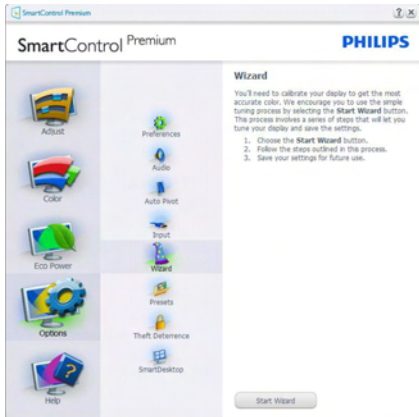 SmartControl Premium
SmartControl Premium
PHILIPS
Adjust
Color
Eco Power
Options
Help
Preferences
Audio
Auto Pivot
Input
Wizard
Presets
Theft Deterrence
SmartDesktop
Wizard
You'll need to calibrate your display to get the most
accurate color. We encourage you to use the simple
tuning process by selecting the Start Wizard button.
This process involves a series of steps that will let you
tune your display and save the settings.
1. Choose the Start Wizard button.
2. Follow the steps outlined in this process.
3. Save your settings for future use.
Start Wizard